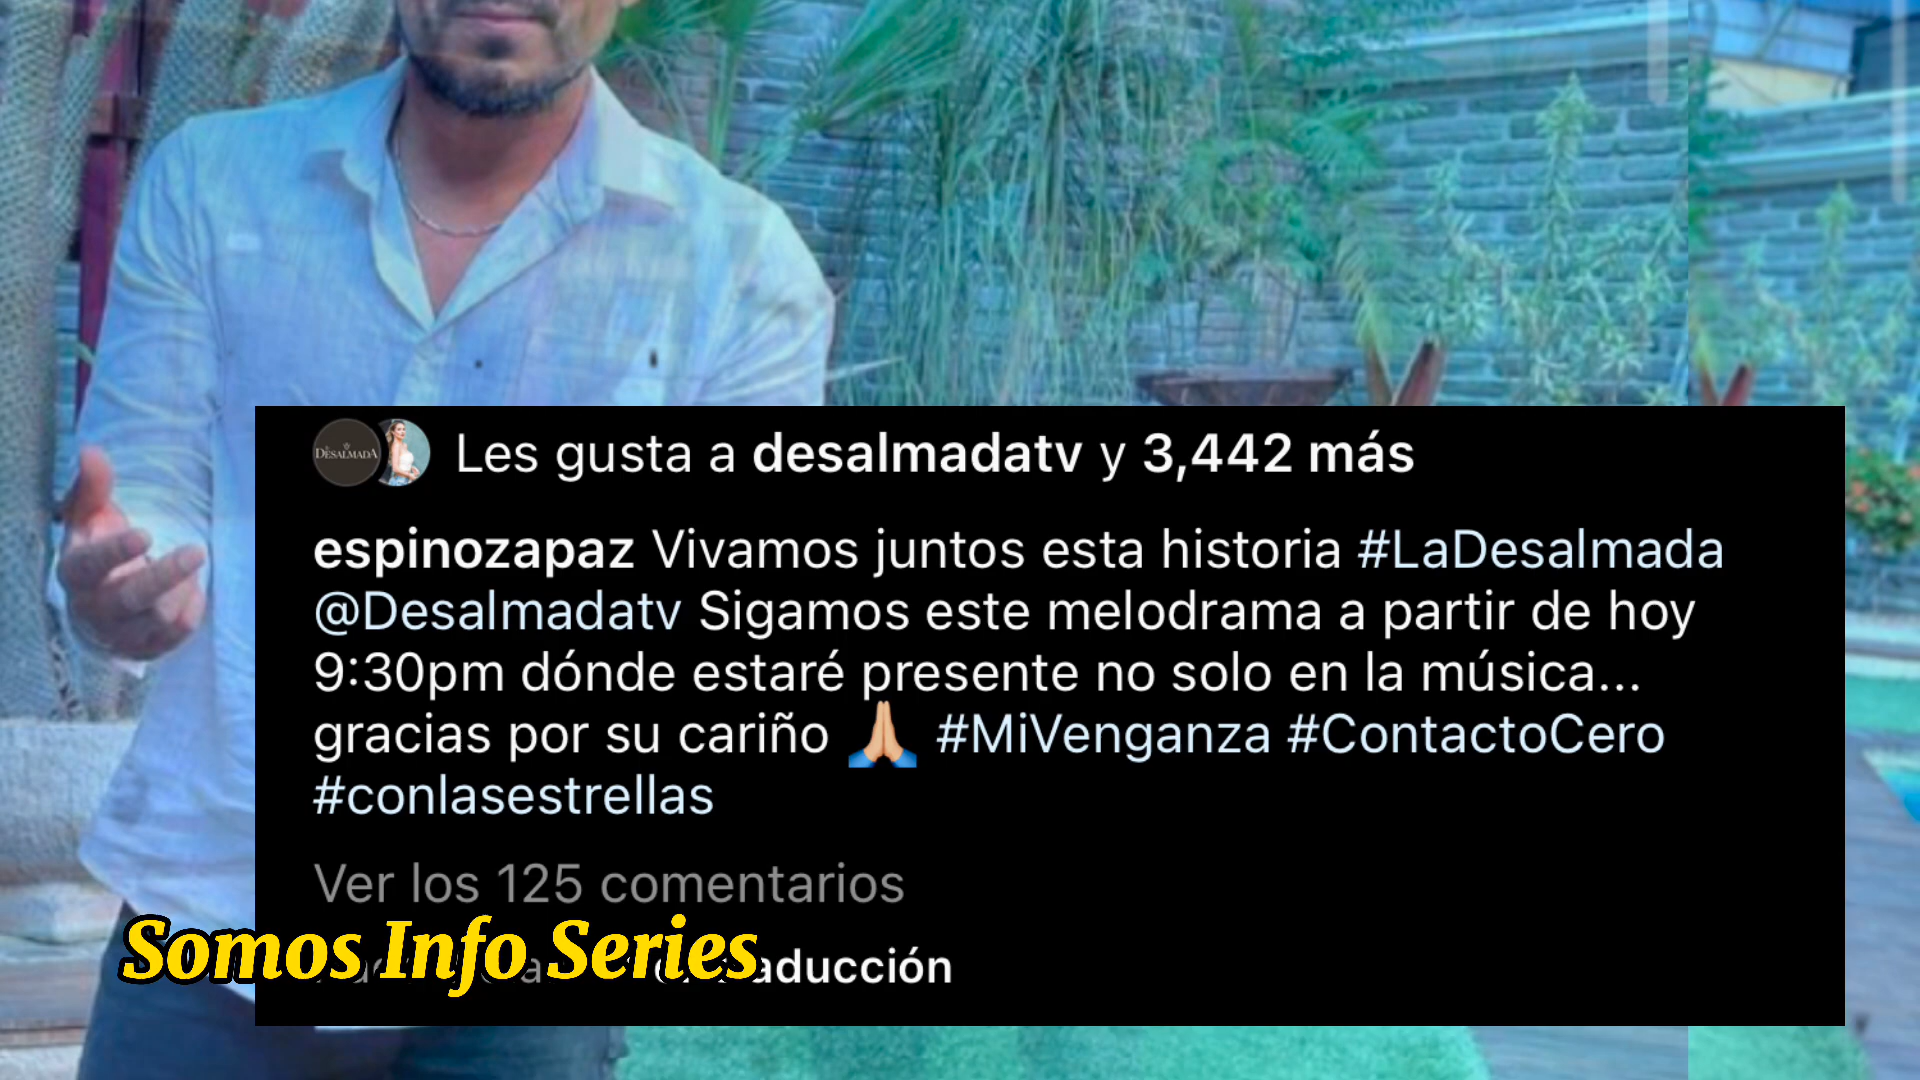 DESALMADA
Les gusta a desalmadatv y 3,442 más
espinozapaz Vivamos juntos esta historia #LaDesalmada
@Desalmadatv Sigamos este melodrama a partir de hoy
9:30pm dónde estaré presente no solo en la música...
gracias por su cariño 🙏 #MiVenganza #ContactoCero
#conlasestrellas
Ver los 125 comentarios
Somos Info Series